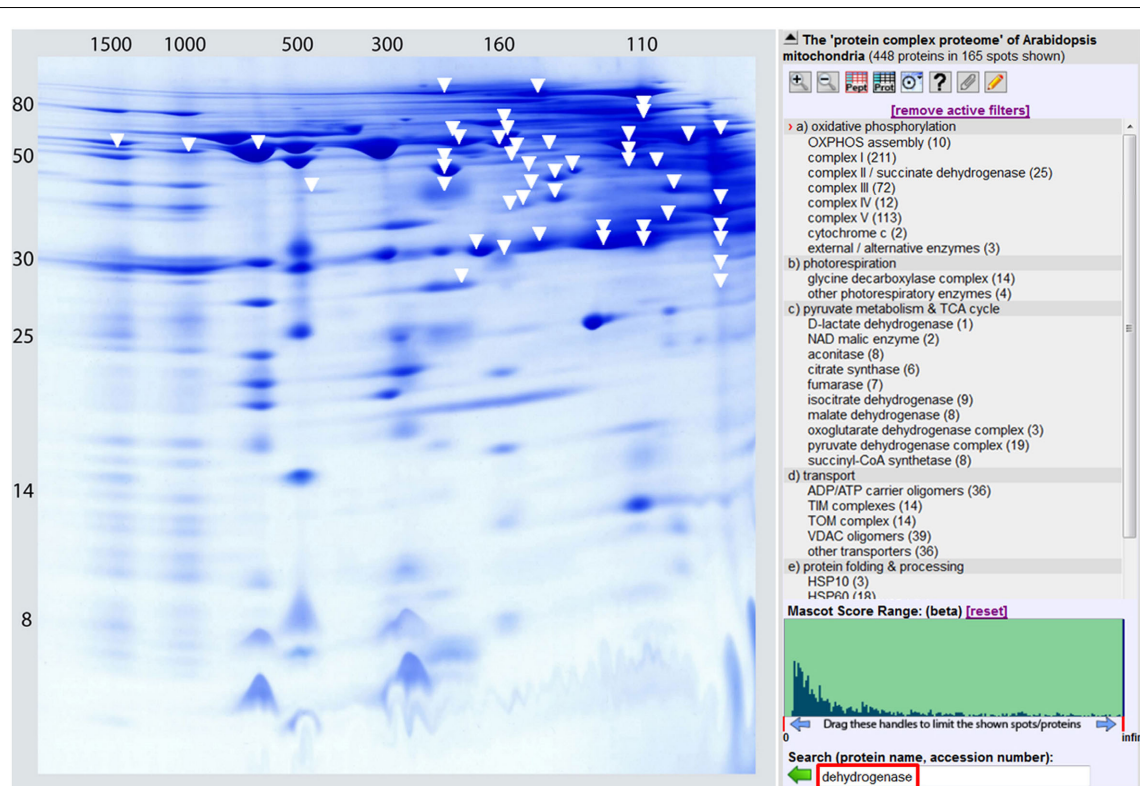 1500 1000 500 300 160 110
80
50
30
25
14
8
The 'protein complex proteome' of Arabidopsis
mitochondria (448 proteins in 165 spots shown)
Pept Prot ?
[remove active filters]
› a) oxidative phosphorylation
OXPHOS assembly (10)
complex I (211)
complex II / succinate dehydrogenase (25)
complex III (72)
complex IV (12)
complex V (113)
cytochrome c (2)
external / alternative enzymes (3)
b) photorespiration
glycine decarboxylase complex (14)
other photorespiratory enzymes (4)
c) pyruvate metabolism & TCA cycle
D-lactate dehydrogenase (1)
NAD malic enzyme (2)
aconitase (8)
citrate synthase (6)
fumarase (7)
isocitrate dehydrogenase (9)
malate dehydrogenase (8)
oxoglutarate dehydrogenase complex (3)
pyruvate dehydrogenase complex (19)
succinyl-CoA synthetase (8)
d) transport
ADP/ATP carrier oligomers (36)
TIM complexes (14)
TOM complex (14)
VDAC oligomers (39)
other transporters (36)
e) protein folding & processing
HSP10 (3)
HSP60 (18)
Mascot Score Range: (beta) [reset]
Drag these handles to limit the shown spots/proteins
0 infi
Search (protein name, accession number):
dehydrogenase